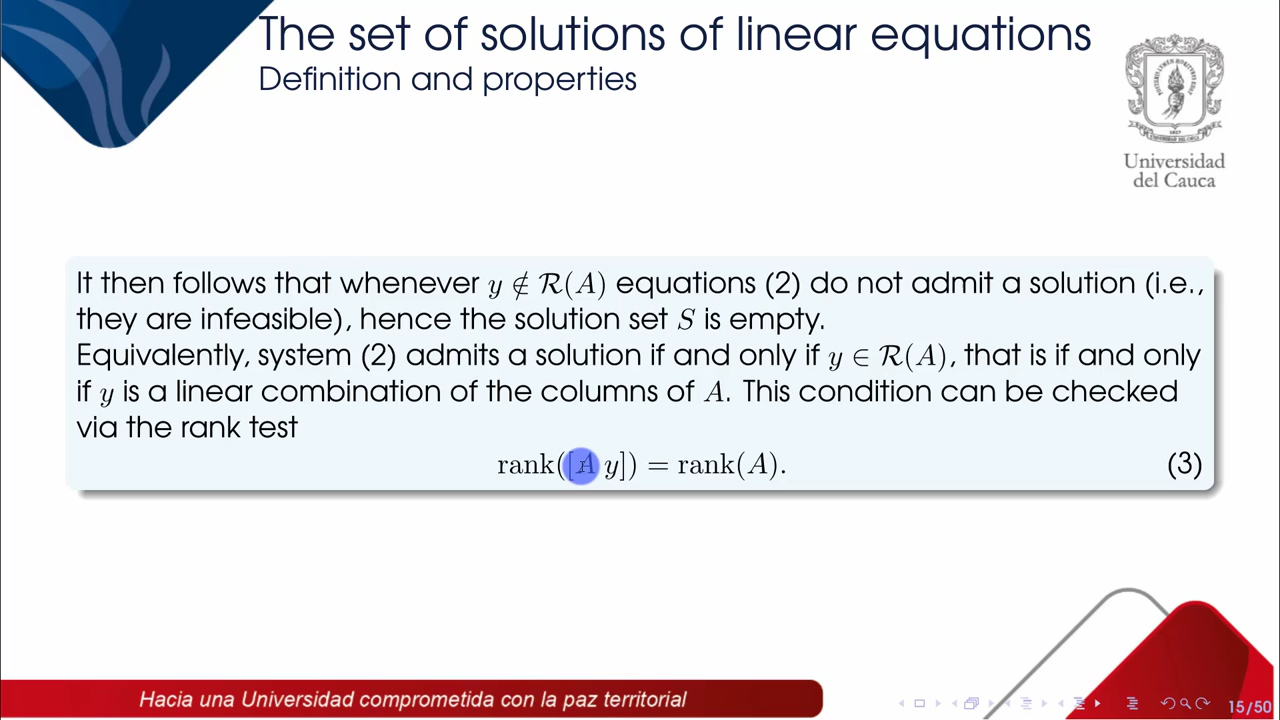 The set of solutions of linear equations
Definition and properties
Universidad
del Cauca
It then follows that whenever y ∉ R(A) equations (2) do not admit a solution (i.e.,
they are infeasible), hence the solution set S is empty.
Equivalently, system (2) admits a solution if and only if y ∈ R(A), that is if and only
if y is a linear combination of the columns of A. This condition can be checked
via the rank test
rank([A y]) = rank(A). (3)
Hacia una Universidad comprometida con la paz territorial
15/50